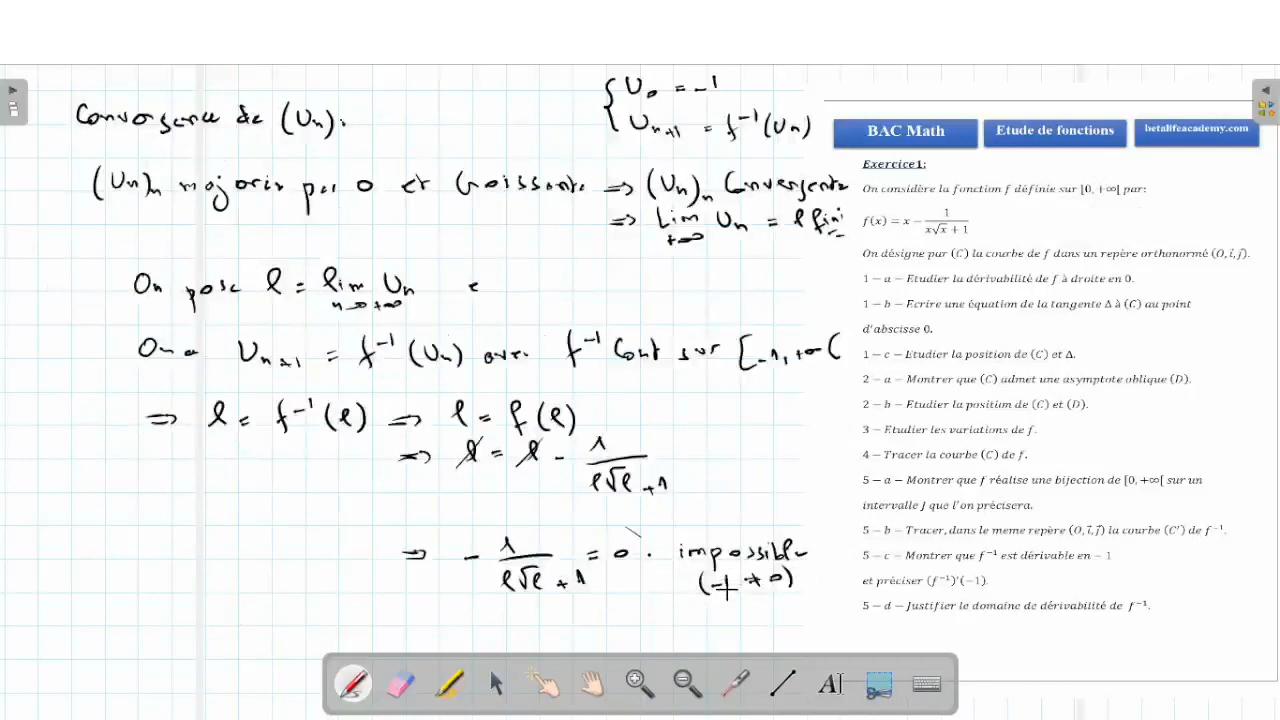 Convergence de (Un):
{ U0 = -1
Un+1 = f⁻¹(Un)
(Un)n majorée par 0 et Croissante ⇒ (Un)n Convergente
⇒ lim Un = l finie
+∞
On pose l = lim Un e
n→+∞
On a Un+1 = f⁻¹(Un) avec f⁻¹ Cont sur [-1,+∞(
⇒ l = f⁻¹(l) ⇒ l = f(l)
⇒ l = l - 1/(l√l + 1)
⇒ - 1/(l√l + 1) = 0. impossible
(-1 ≠ 0)
BAC Math
Etude de fonctions
betalifeacademy.com
Exercice1:
On considère la fonction f définie sur [0, +∞[ par:
f(x) = x - 1/(x√x + 1)
On désigne par (C) la courbe de f dans un repère orthonormé (O, i⃗, j⃗).
1 – a – Etudier la dérivabilité de f à droite en 0.
1 – b – Ecrire une équation de la tangente Δ à (C) au point
d'abscisse 0.
1 – c – Etudier la position de (C) et Δ.
2 – a – Montrer que (C) admet une asymptote oblique (D).
2 – b – Etudier la position de (C) et (D).
3 – Etudier les variations de f.
4 – Tracer la courbe (C) de f.
5 – a – Montrer que f réalise une bijection de [0, +∞[ sur un
intervalle J que l'on précisera.
5 – b – Tracer, dans le meme repère (O, i⃗, j⃗) la courbe (C') de f⁻¹.
5 – c – Montrer que f⁻¹ est dérivable en – 1
et préciser (f⁻¹)'(–1).
5 – d – Justifier le domaine de dérivabilité de f⁻¹.
AI